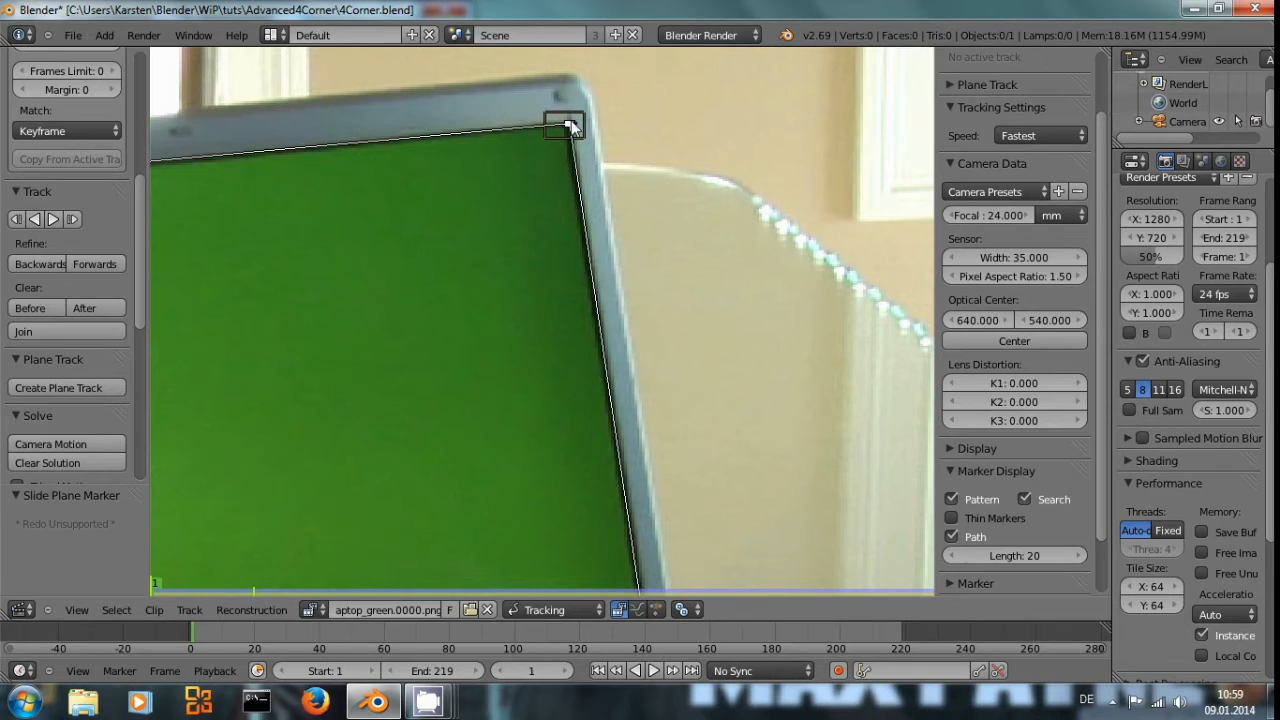 Blender* [C:\Users\Karsten\Blender\WiP\tuts\Advanced4Corner\4Corner.blend]
File Add Render Window Help Default Scene 3 Blender Render v2.69 | Verts:0 | Faces:0 | Tris:0 | Objects:0/1 | Lamps:0/0 | Mem:18.16M (1154.99M)
Frames Limit: 0
Margin: 0
Match:
Keyframe
Copy From Active Tra
Track
Refine:
Backwards Forwards
Clear:
Before After
Join
Plane Track
Create Plane Track
Solve
Camera Motion
Clear Solution
Slide Plane Marker
* Redo Unsupported *
No active track
Plane Track
Tracking Settings
Speed: Fastest
Camera Data
Camera Presets
Focal : 24.000 mm
Sensor:
Width: 35.000
Pixel Aspect Ratio: 1.50
Optical Center:
640.000 540.000
Center
Lens Distortion:
K1: 0.000
K2: 0.000
K3: 0.000
Display
Marker Display
Pattern Search
Thin Markers
Path
Length: 20
Marker
View Search A
RenderL
World
Camera
Render Presets
Resolution: Frame Rang
X: 1280 Start : 1
Y: 720 End: 219
50% Frame: 1
Aspect Rati Frame Rate:
X: 1.000 24 fps
Y: 1.000 Time Rema
B 1 1
Anti-Aliasing
5 8 11 16 Mitchell-N
Full Sam S: 1.000
Sampled Motion Blur
Shading
Performance
Threads: Memory:
Auto-d Fixed Save Buf
Threa: 4 Free Ima
Tile Size: Free Unu
X: 64 Acceleratio
Y: 64 Auto
Instance
Local Co
1
View Select Clip Track Reconstruction aptop_green.0000.png F Tracking
-40 -20 0 20 40 60 80 100 120 140 160 180 200 220 240 260 280
View Marker Frame Playback Start: 1 End: 219 1 No Sync
DE 10:59
09.01.2014